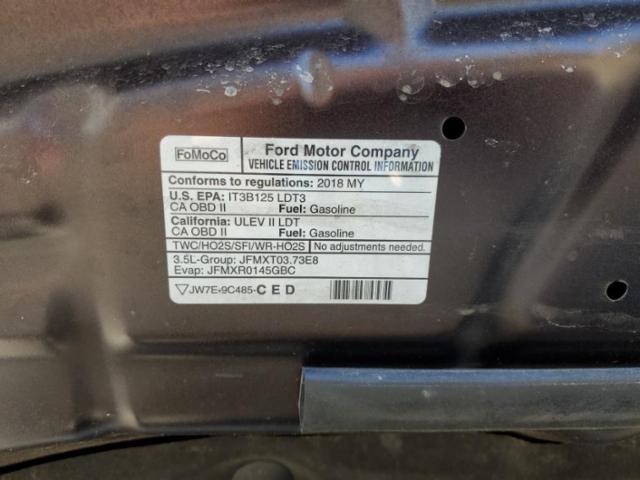 FoMoCo
Ford Motor Company
VEHICLE EMISSION CONTROL INFORMATION
Conforms to regulations: 2018 MY
U.S. EPA: IT3B125 LDT3
CA OBD II Fuel: Gasoline
California: ULEV II LDT
CA OBD II Fuel: Gasoline
TWC/HO2S/SFI/WR-HO2S No adjustments needed.
3.5L-Group: JFMXT03.73E8
Evap: JFMXR0145GBC
JW7E-9C485-CED